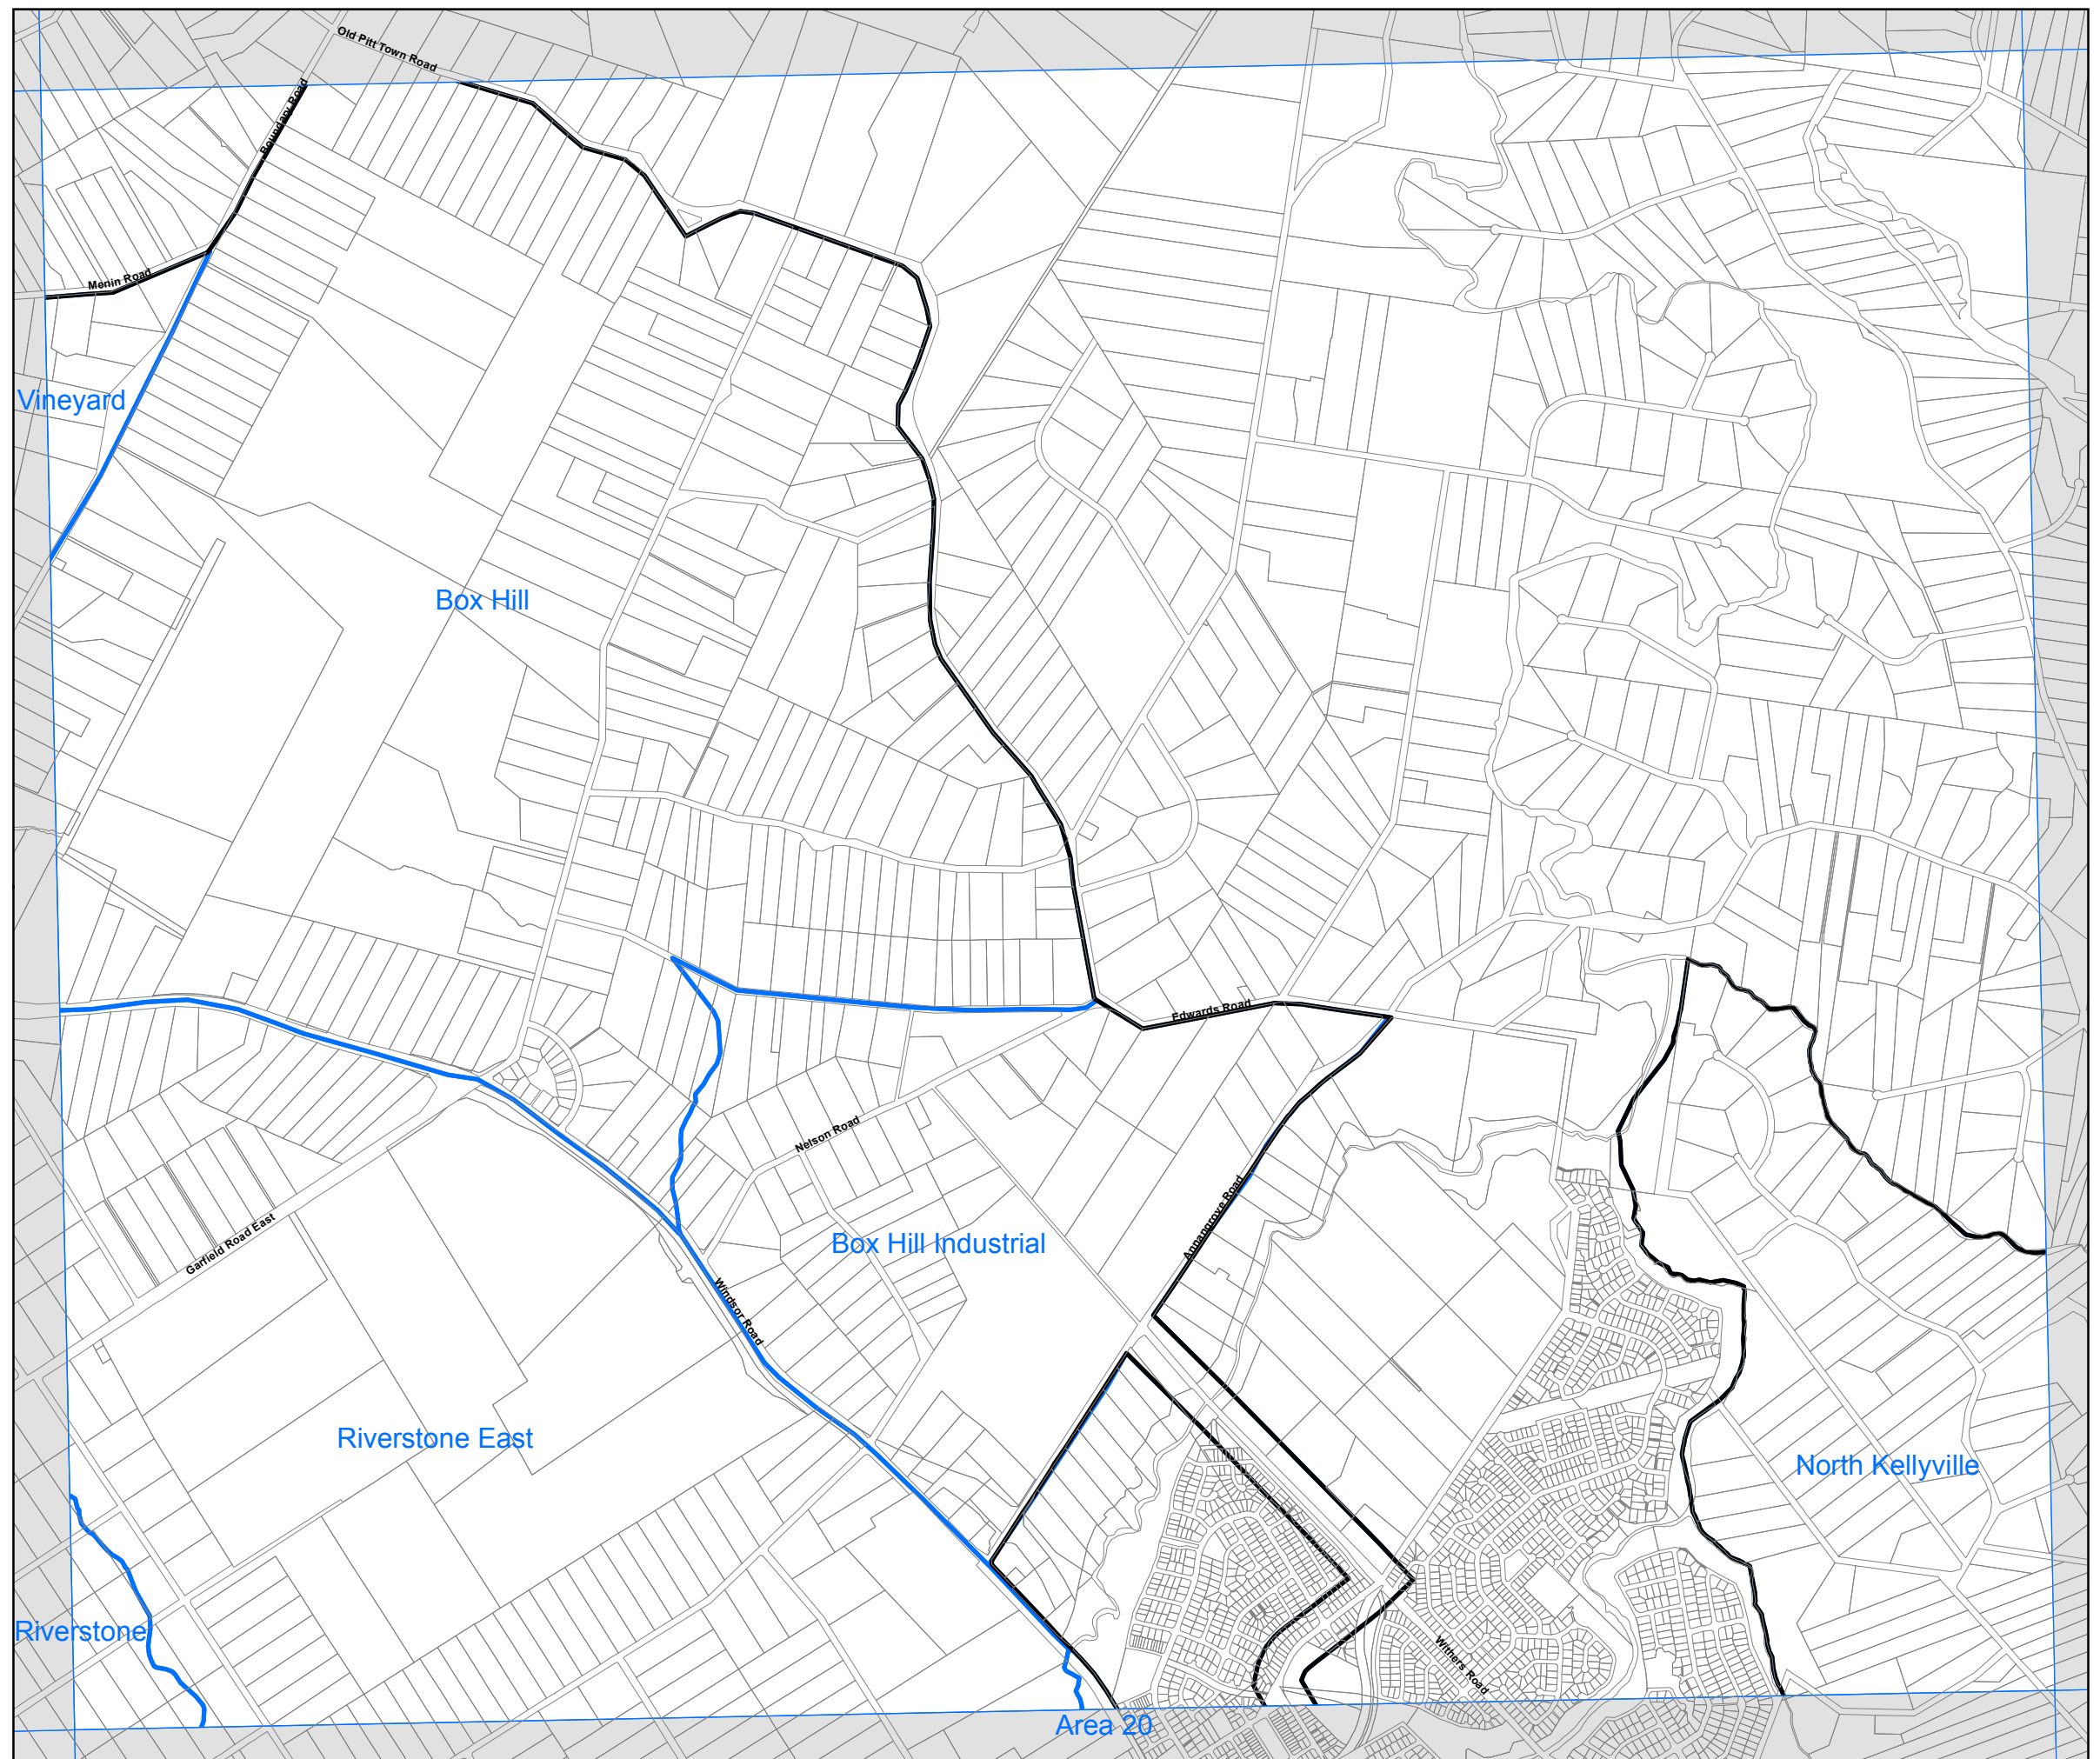 Old Pitt Town Road
Boundary Road
Menin Road
Vineyard
Box Hill
Edwards Road
Nelson Road
Annangrove Road
Garfield Road East
Box Hill Industrial
Windsor Road
Riverstone East
North Kellyville
Riverstone
Withers Road
Area 20